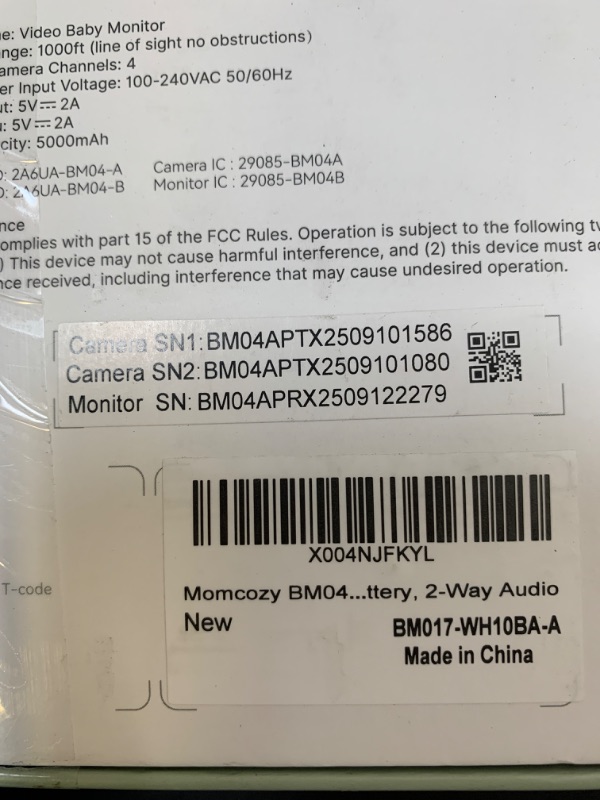 e: Video Baby Monitor
nge: 1000ft (line of sight no obstructions)
amera Channels: 4
er Input Voltage: 100-240VAC 50/60Hz
ut: 5V⎓2A
: 5V⎓2A
city: 5000mAh
D: 2A6UA-BM04-A Camera IC : 29085-BM04A
D: 2A6UA-BM04-B Monitor IC : 29085-BM04B
nce
omplies with part 15 of the FCC Rules. Operation is subject to the following tw
) This device may not cause harmful interference, and (2) this device must ac
nce received, including interference that may cause undesired operation.
Camera SN1:BM04APTX2509101586
Camera SN2:BM04APTX2509101080
Monitor SN:BM04APRX2509122279
X004NJFKYL
T-code
Momcozy BM04...ttery, 2-Way Audio
New
BM017-WH10BA-A
Made in China